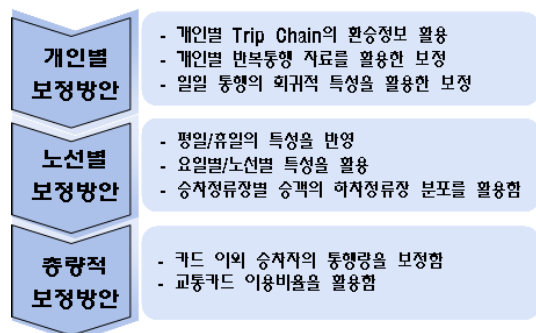 개인별
보정방안
- 개인별 Trip Chain의 환승정보 활용
- 개인별 반복통행 자료를 활용한 보정
- 일일 통행의 회귀적 특성을 활용한 보정
노선별
보정방안
- 평일/휴일의 특성을 반영
- 요일별/노선별 특성을 활용
- 승차정류장별 승객의 하차정류장 분포를 활용함
총량적
보정방안
- 카드 이외 승차자의 통행량을 보정함
- 교통카드 이용비율을 활용함